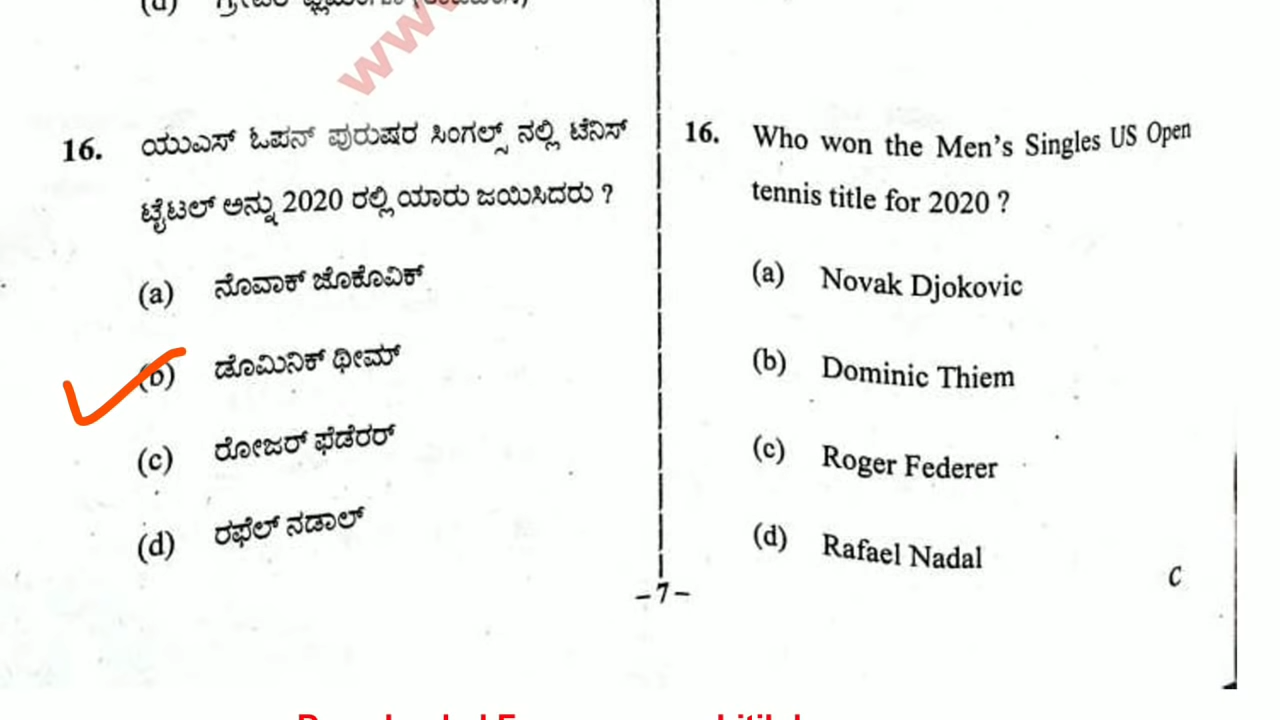 (d)
www
16. ಯುಎಸ್ ಓಪನ್ ಪುರುಷರ ಸಿಂಗಲ್ಸ್ ನಲ್ಲಿ ಟೆನಿಸ್
ಟೈಟಲ್ ಅನ್ನು 2020 ರಲ್ಲಿ ಯಾರು ಜಯಿಸಿದರು ?
(a) ನೊವಾಕ್ ಜೊಕೊವಿಕ್
(b) ಡೊಮಿನಿಕ್ ಥೀಮ್
(c) ರೋಜರ್ ಫೆಡೆರರ್
(d) ರಫೆಲ್ ನಡಾಲ್
16. Who won the Men's Singles US Open
tennis title for 2020 ?
(a) Novak Djokovic
(b) Dominic Thiem
(c) Roger Federer
(d) Rafael Nadal
C
– 7 –